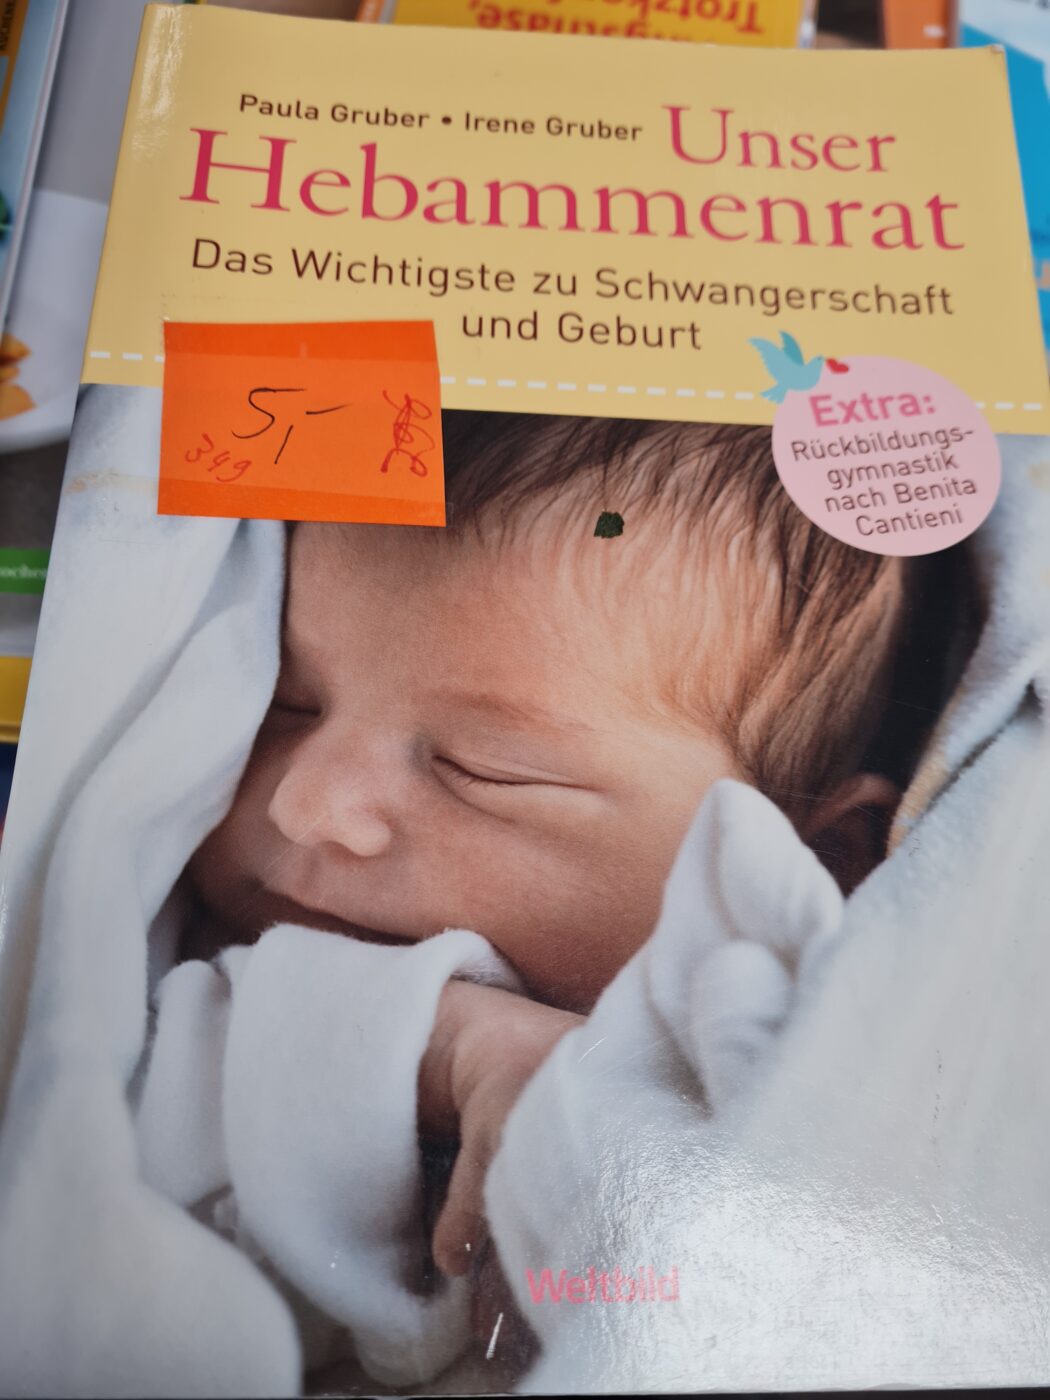 Trotzkopf
Paula Gruber • Irene Gruber
Unser
Hebammenrat
Das Wichtigste zu Schwangerschaft
und Geburt
5,-
349
Extra:
Rückbildungs-
gymnastik
nach Benita
Cantieni
Weltbild